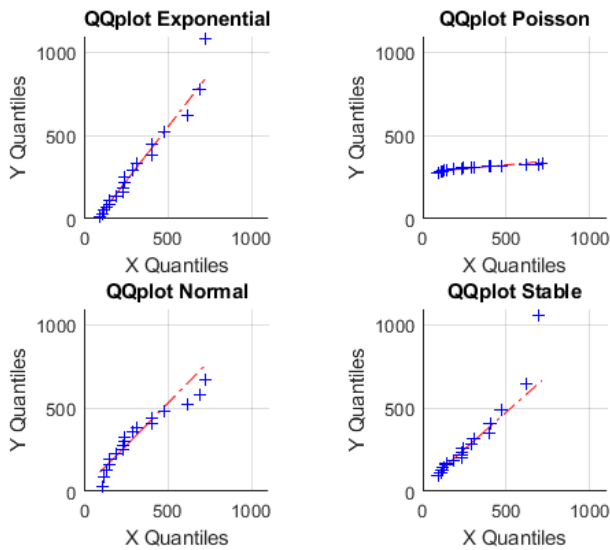 QQplot Exponential
1000
500
0
Y Quantiles
0 500 1000
X Quantiles
QQplot Poisson
1000
500
0
Y Quantiles
0 500 1000
X Quantiles
QQplot Normal
1000
500
0
Y Quantiles
0 500 1000
X Quantiles
QQplot Stable
1000
500
0
Y Quantiles
0 500 1000
X Quantiles